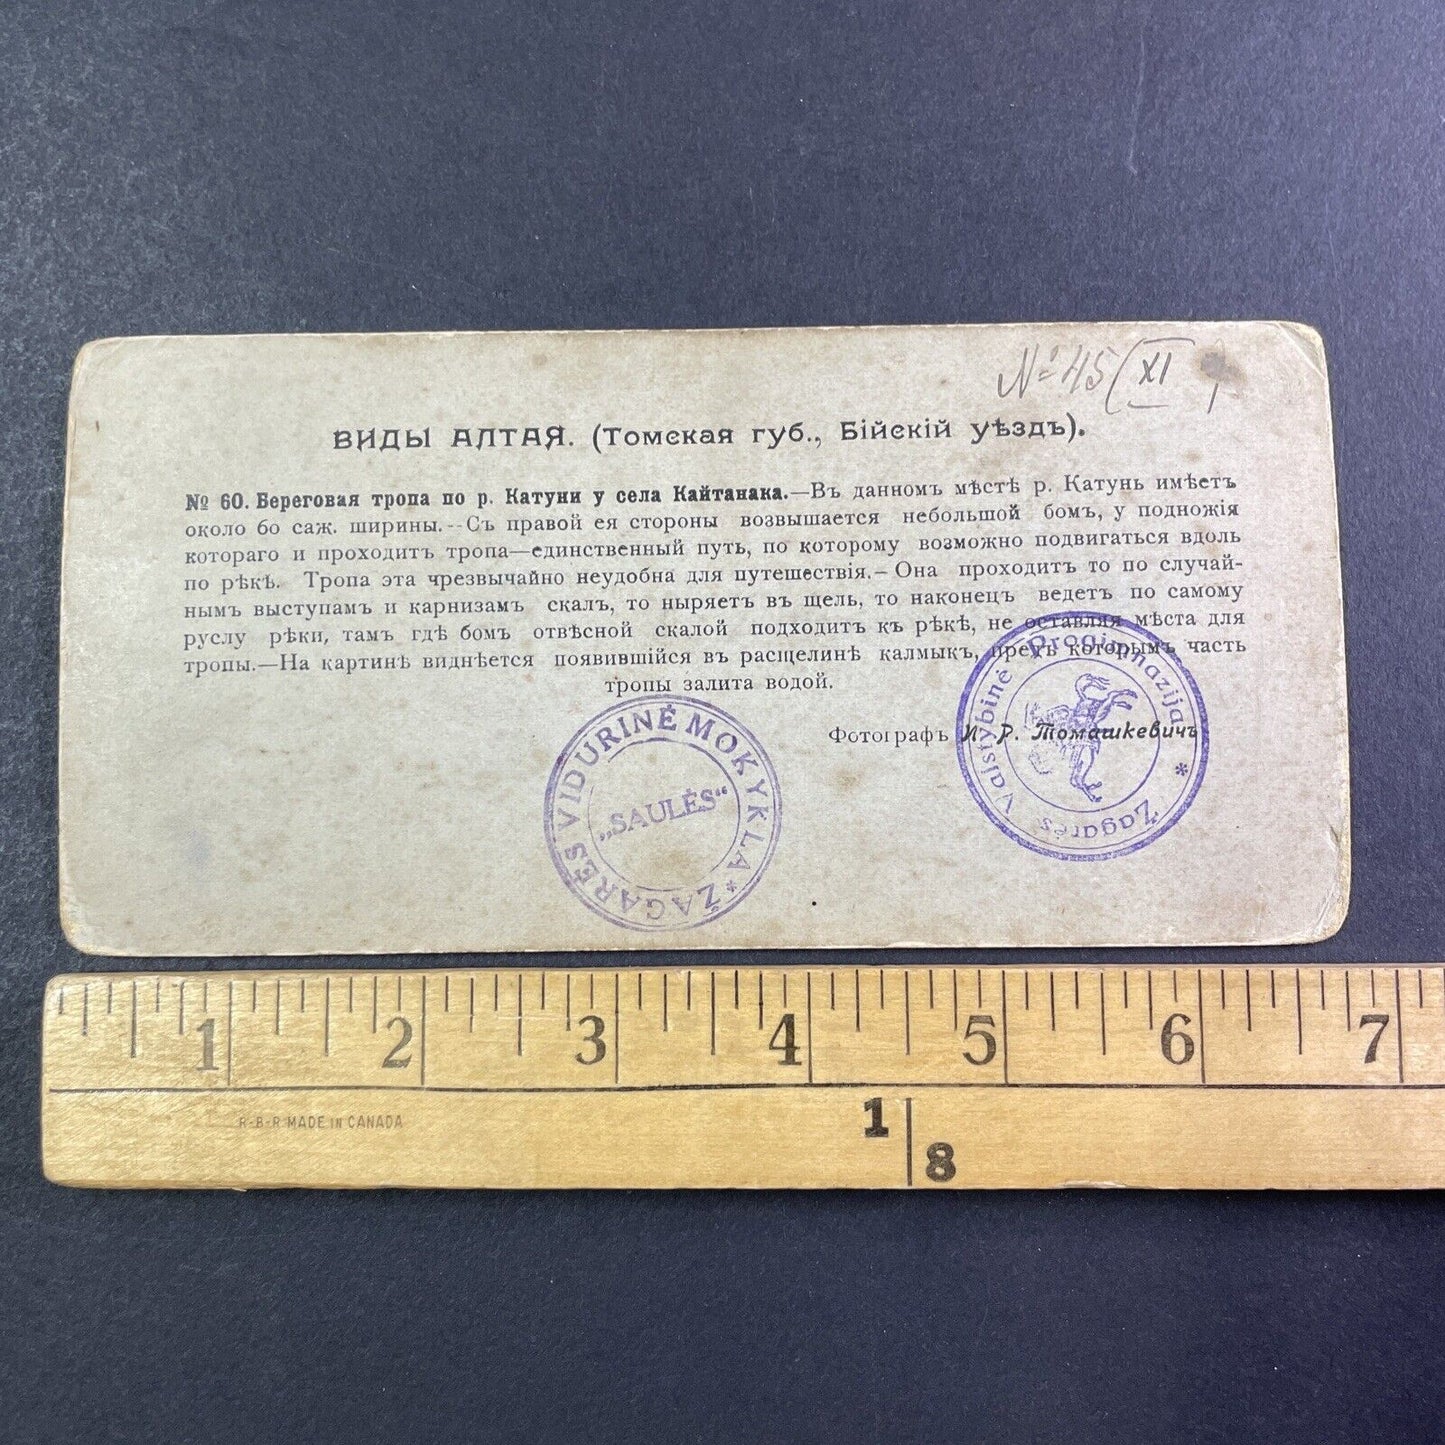 № 45 (XI)
ВИДЫ АЛТАЯ. (Томская губ., Бійскій уѣздъ).
№ 60. Береговая тропа по р. Катуни у села Кайтанака.—Въ данномъ мѣстѣ р. Катунь имѣетъ
около 60 саж. ширины.--Съ правой ея стороны возвышается небольшой бомъ, у подножія
котораго и проходитъ тропа—единственный путь, по которому возможно подвигаться вдоль
по рѣкѣ. Тропа эта чрезвычайно неудобна для путешествія.—Она проходитъ то по случай-
нымъ выступамъ и карнизамъ скалъ, то ныряетъ въ щель, то наконецъ ведетъ по самому
руслу рѣки, тамъ гдѣ бомъ отвѣсной скалой подходитъ къ рѣкѣ, не оставляя мѣста для
тропы.—На картинѣ виднѣется появившійся въ расщелинѣ калмыкъ, предъ которымъ часть
тропы залита водой.
Фотографъ И. Р. Томашкевичъ
Žagarės Valstybinė Progimnazija *
ŽAGARĖS VIDURINĖ MOKYKLA *
„SAULĖS“
1 2 3 4 5 6 7
R-B-R MADE IN CANADA
1
8